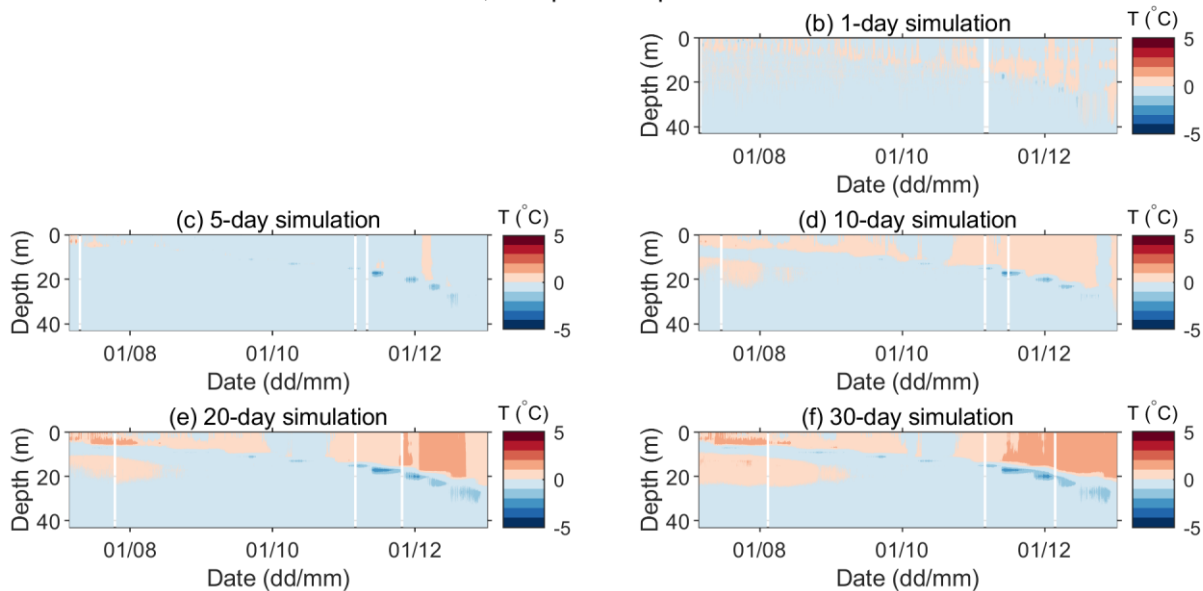 (b) 1-day simulation
T (°C)
Depth (m)
0
20
40
5
0
-5
01/08
01/10
01/12
Date (dd/mm)
(c) 5-day simulation
T (°C)
Depth (m)
0
20
40
5
0
-5
01/08
01/10
01/12
Date (dd/mm)
(d) 10-day simulation
T (°C)
Depth (m)
0
20
40
5
0
-5
01/08
01/10
01/12
Date (dd/mm)
(e) 20-day simulation
T (°C)
Depth (m)
0
20
40
5
0
-5
01/08
01/10
01/12
Date (dd/mm)
(f) 30-day simulation
T (°C)
Depth (m)
0
20
40
5
0
-5
01/08
01/10
01/12
Date (dd/mm)